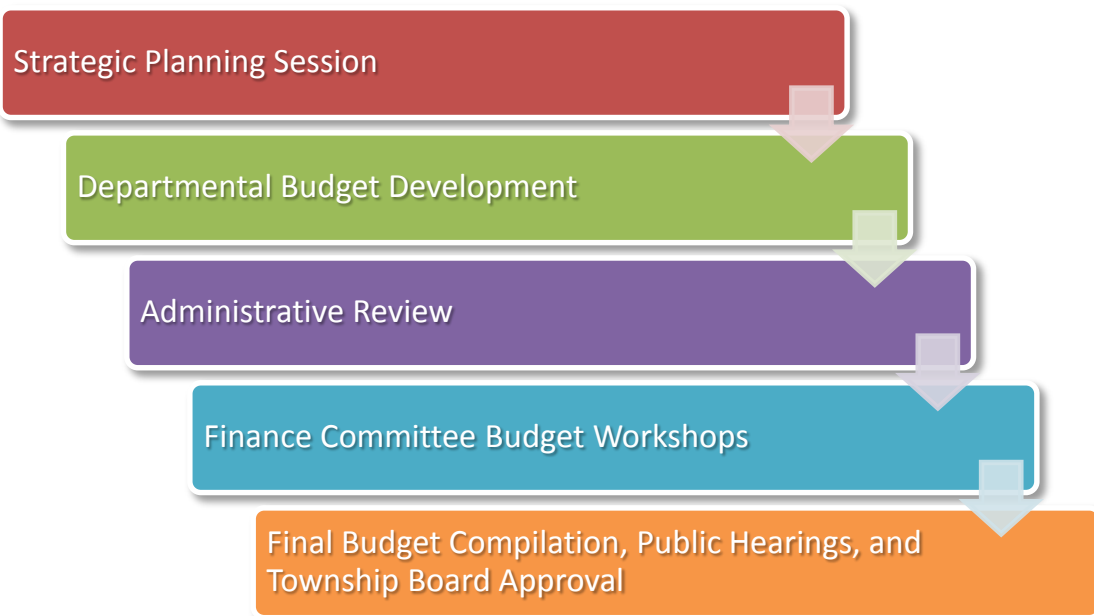 Strategic Planning Session
Departmental Budget Development
Administrative Review
Finance Committee Budget Workshops
Final Budget Compilation, Public Hearings, and
Township Board Approval